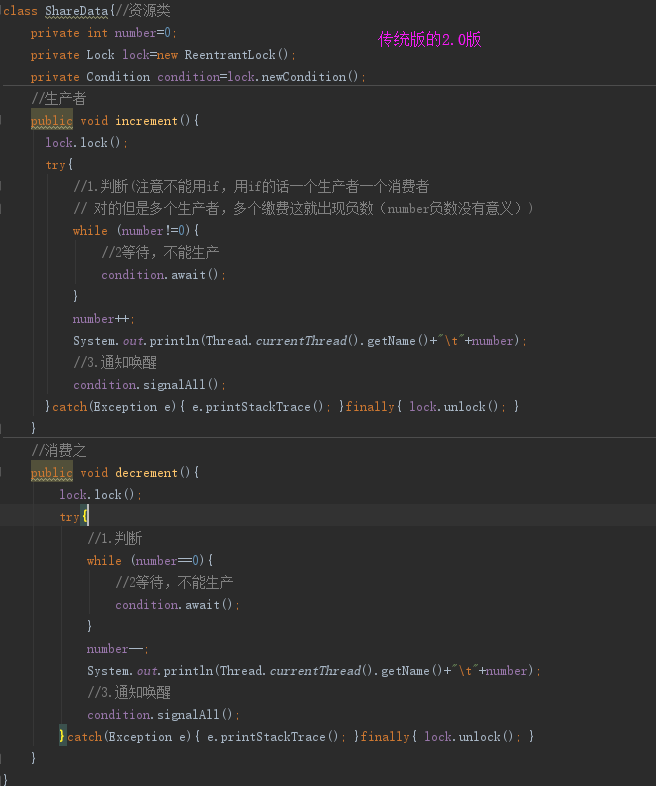 class ShareData{//资源类
private int number=0;
传统版的2.0版
private Lock lock=new ReentrantLock();
private Condition condition=lock.newCondition();
//生产者
public void increment(){
lock.lock();
try{
//1.判断(注意不能用if，用if的话一个生产者一个消费者
// 对的但是多个生产者，多个缴费这就出现负数（number负数没有意义）)
while (number!=0){
//2等待，不能生产
condition.await();
}
number++;
System.out.println(Thread.currentThread().getName()+"\t"+number);
//3.通知唤醒
condition.signalAll();
}catch(Exception e){ e.printStackTrace(); }finally{ lock.unlock(); }
}
//消费之
public void decrement(){
lock.lock();
try{
//1.判断
while (number==0){
//2等待，不能生产
condition.await();
}
number--;
System.out.println(Thread.currentThread().getName()+"\t"+number);
//3.通知唤醒
condition.signalAll();
}catch(Exception e){ e.printStackTrace(); }finally{ lock.unlock(); }
}
}